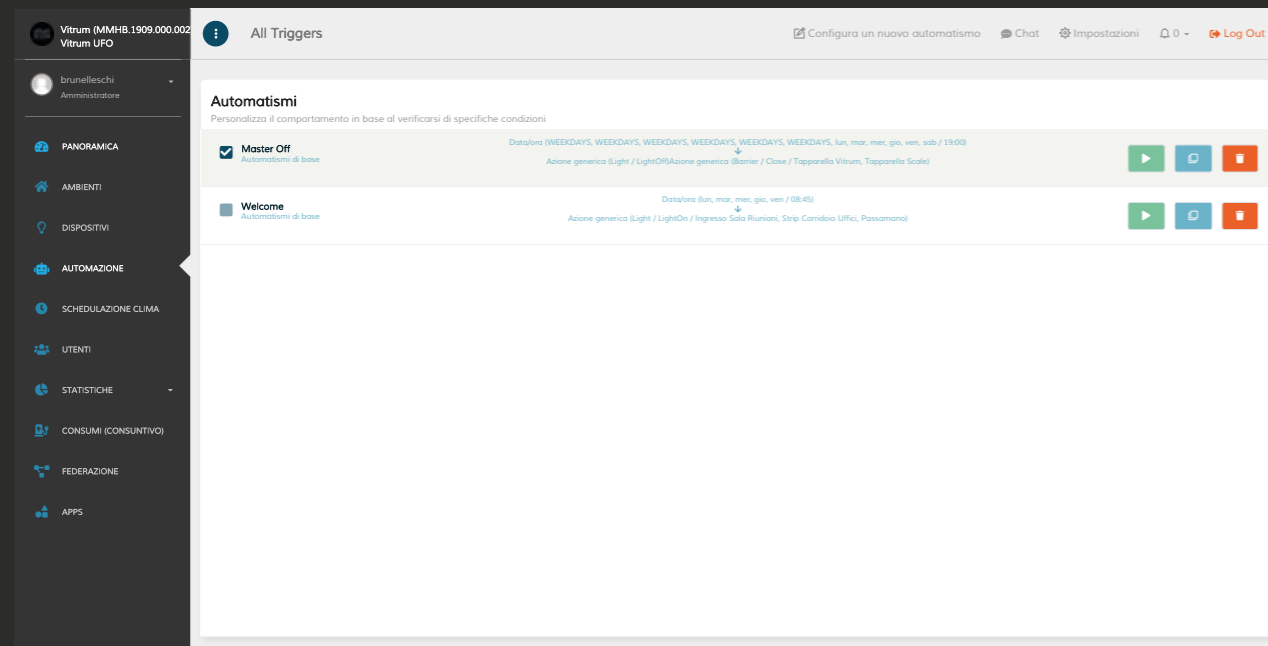 Vitrum (MMHB.1909.000.002
Vitrum UFO
All Triggers
Configura un nuovo automatismo
Chat
Impostazioni
0
Log Out
brunelleschi
Amministratore
PANORAMICA
AMBIENTI
DISPOSITIVI
AUTOMAZIONE
SCHEDULAZIONE CLIMA
UTENTI
STATISTICHE
CONSUMI (CONSUNTIVO)
FEDERAZIONE
APPS
Automatismi
Personalizza il comportamento in base al verificarsi di specifiche condizioni
Master Off
Automatismi di base
Data/ora (WEEKDAYS, WEEKDAYS, WEEKDAYS, WEEKDAYS, WEEKDAYS, WEEKDAYS, lun, mar, mer, gio, ven, sab / 19:00)
Azione generica (Light / LightOff)Azione generica (Barrier / Close / Tapparella Vitrum, Tapparella Scale)
Welcome
Automatismi di base
Data/ora (lun, mar, mer, gio, ven / 08:45)
Azione generica (Light / LightOn / Ingresso Sala Riunioni, Strip Corridoio Uffici, Passamano)